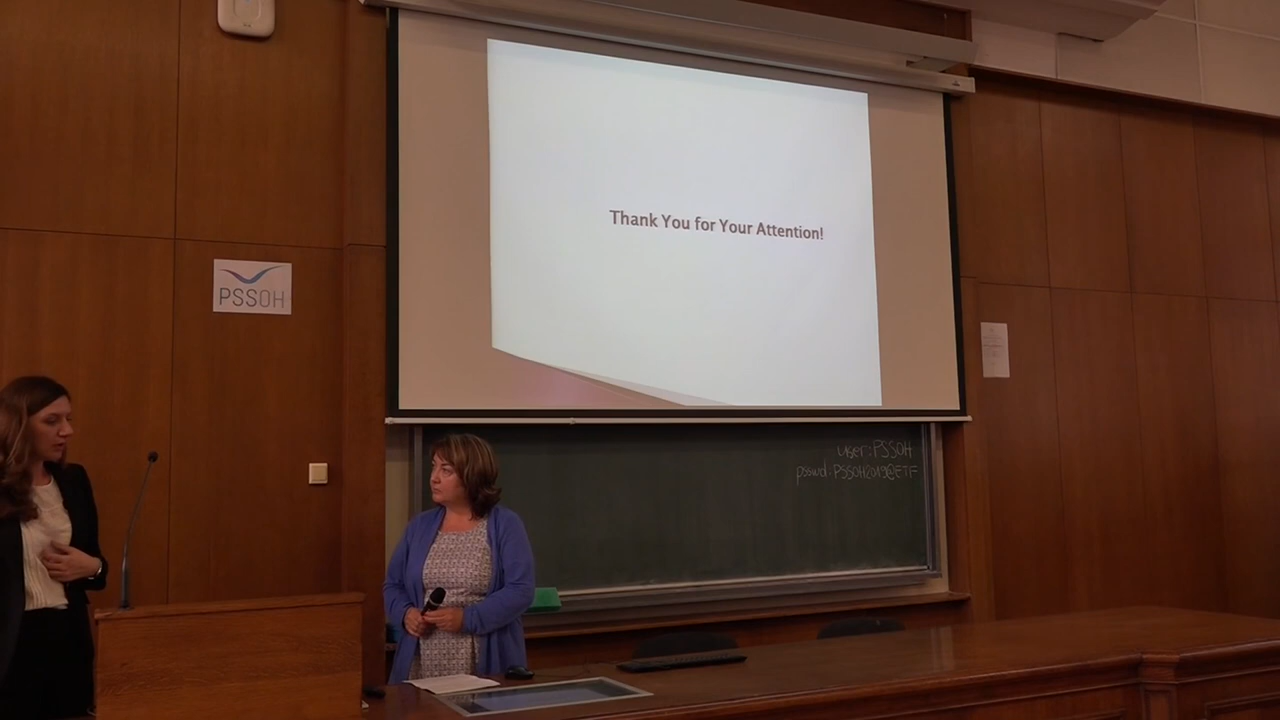 Thank You for Your Attention!
PSSOH
user: PSSOH
psswd: PSSOH2019@ETF